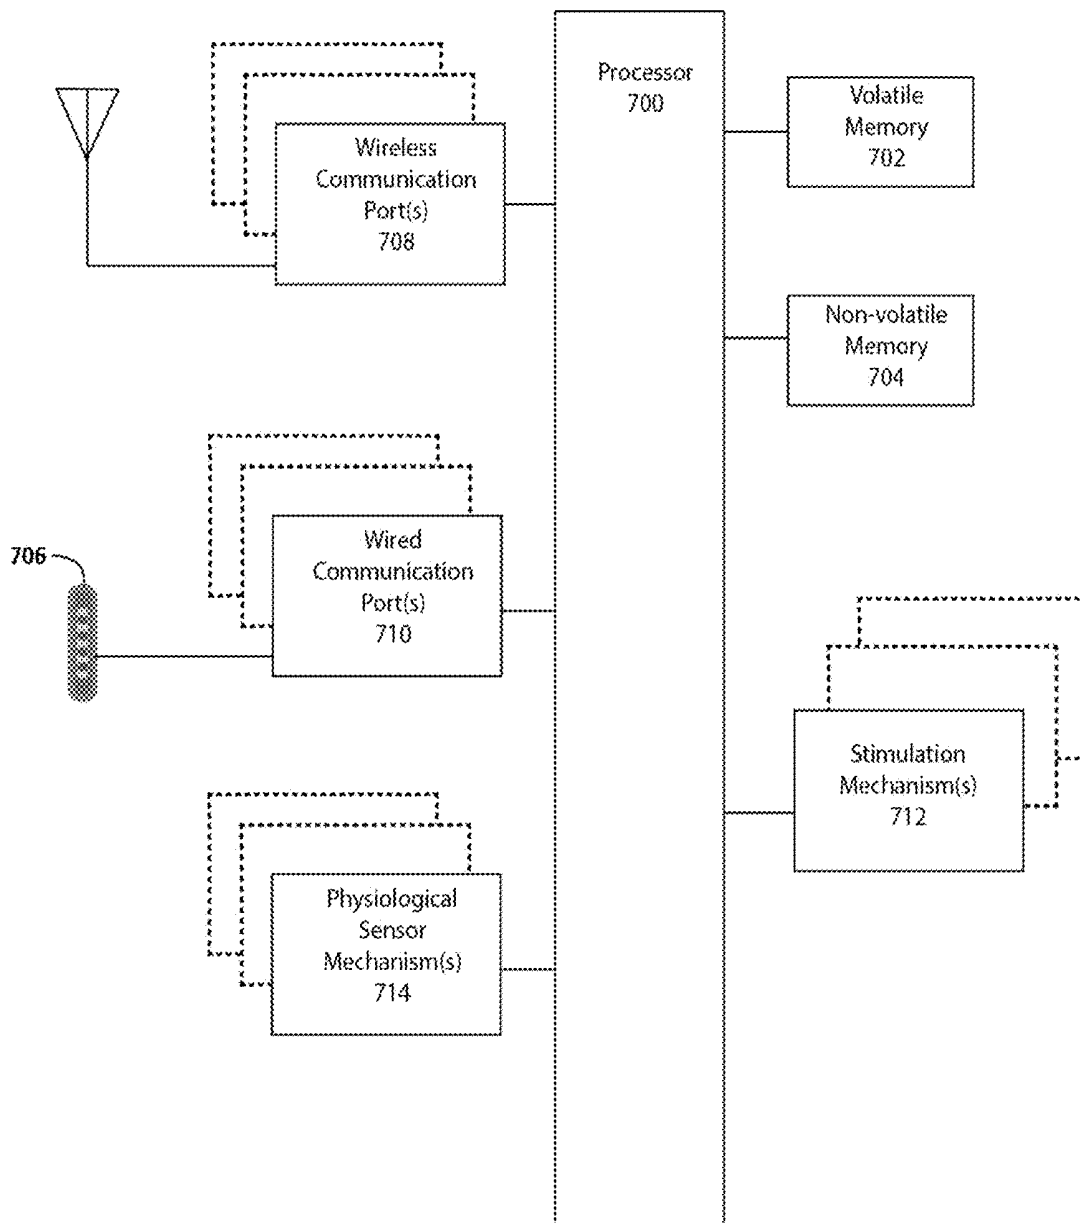 Processor
700
Volatile
Memory
702
Wireless
Communication
Port(s)
708
Non-volatile
Memory
704
706
Wired
Communication
Port(s)
710
Stimulation
Mechanism(s)
712
Physiological
Sensor
Mechanism(s)
714